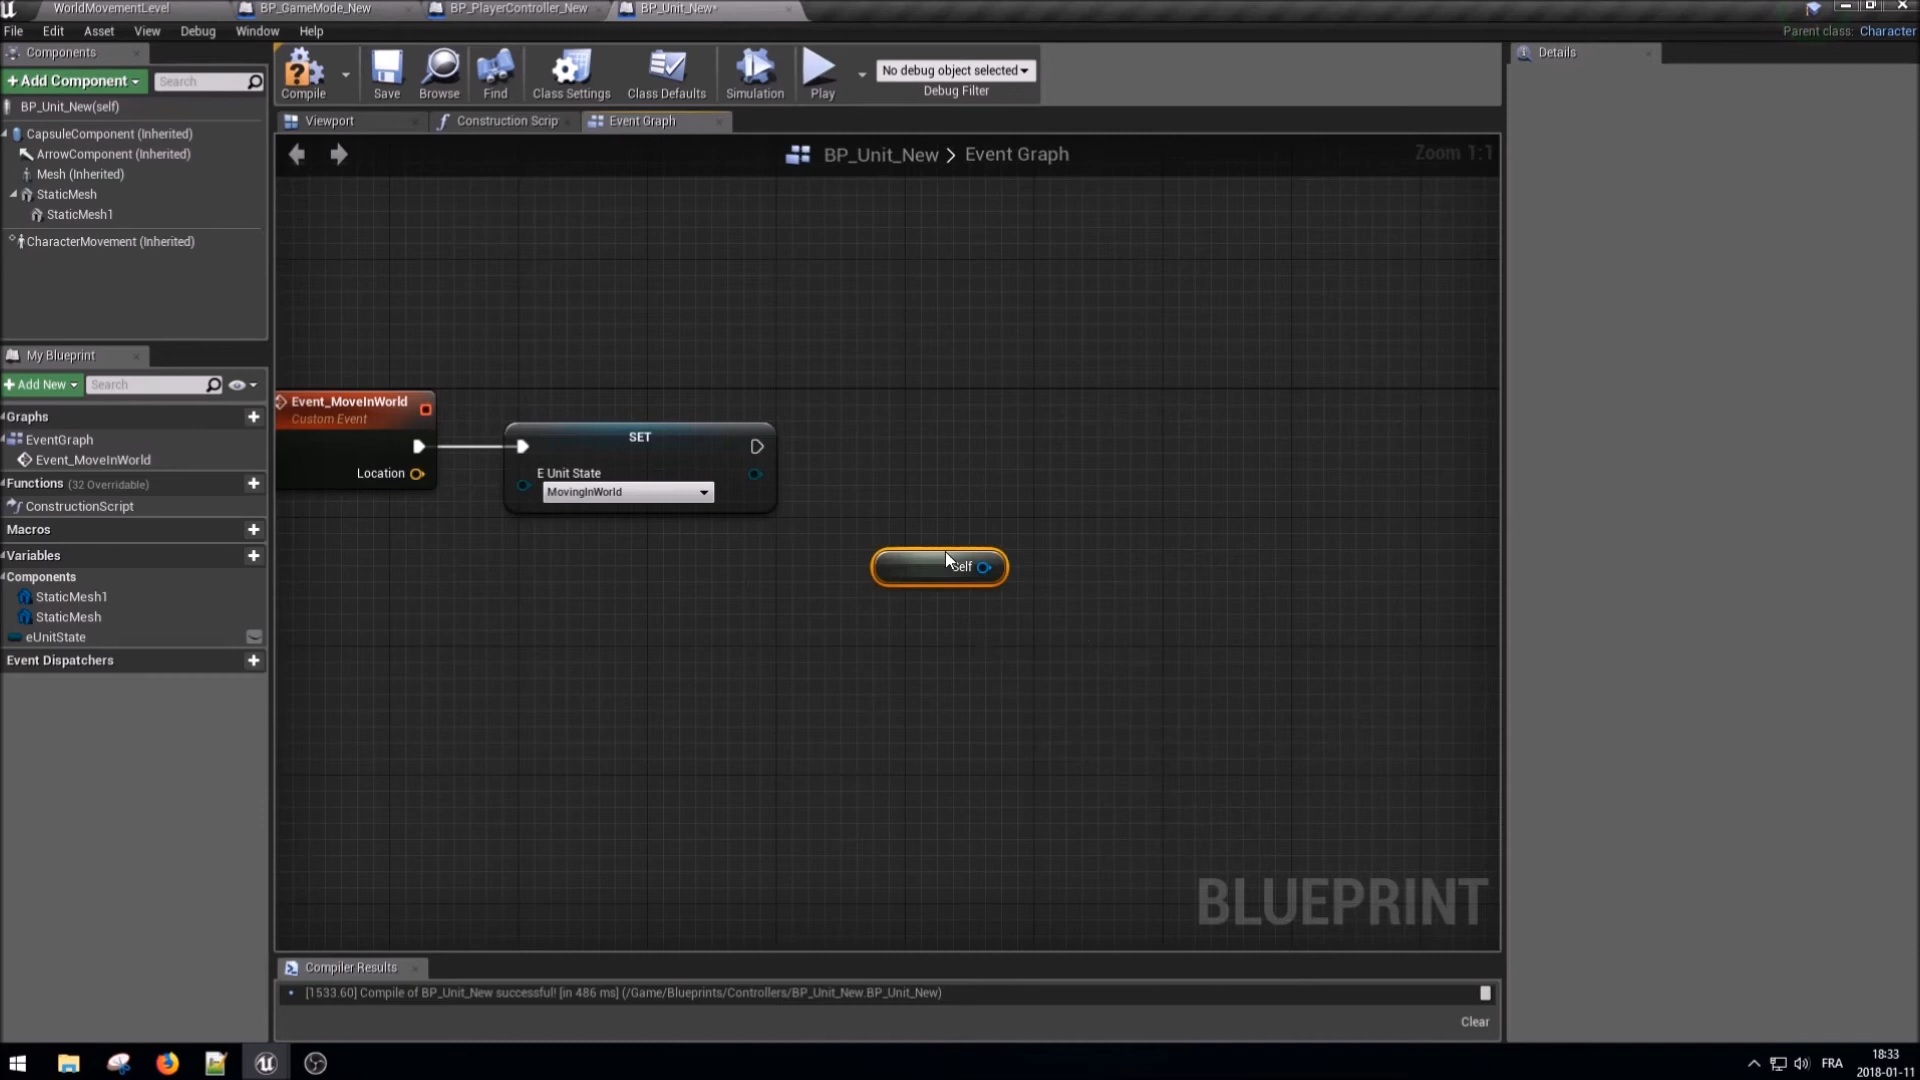 WorldMovementLevel
BP_GameMode_New
BP_PlayerController_New
BP_Unit_New*
File
Edit
Asset
View
Debug
Window
Help
Parent class: Character
Components
+Add Component
Search
BP_Unit_New(self)
CapsuleComponent (Inherited)
ArrowComponent (Inherited)
Mesh (Inherited)
StaticMesh
StaticMesh1
CharacterMovement (Inherited)
Compile
Save
Browse
Find
Class Settings
Class Defaults
Simulation
Play
No debug object selected
Debug Filter
Details
Viewport
Construction Scrip
Event Graph
BP_Unit_New > Event Graph
Zoom 1:1
My Blueprint
+Add New
Search
Graphs
EventGraph
Event_MoveInWorld
Functions (32 Overridable)
ConstructionScript
Macros
Variables
Components
StaticMesh1
StaticMesh
eUnitState
Event Dispatchers
Event_MoveInWorld
Custom Event
Location
SET
E Unit State
MovingInWorld
Self
BLUEPRINT
Compiler Results
[1533.60] Compile of BP_Unit_New successful! [in 486 ms] (/Game/Blueprints/Controllers/BP_Unit_New.BP_Unit_New)
Clear
FRA
18:33
2018-01-11